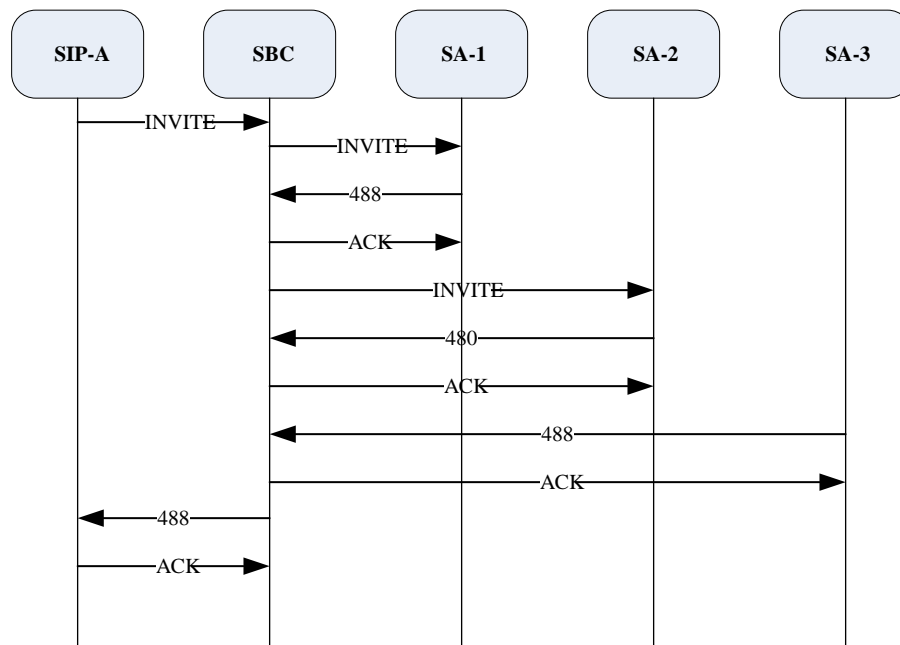 SIP-A SBC SA-1 SA-2 SA-3
INVITE
INVITE
488
ACK
INVITE
480
ACK
488
ACK
488
ACK